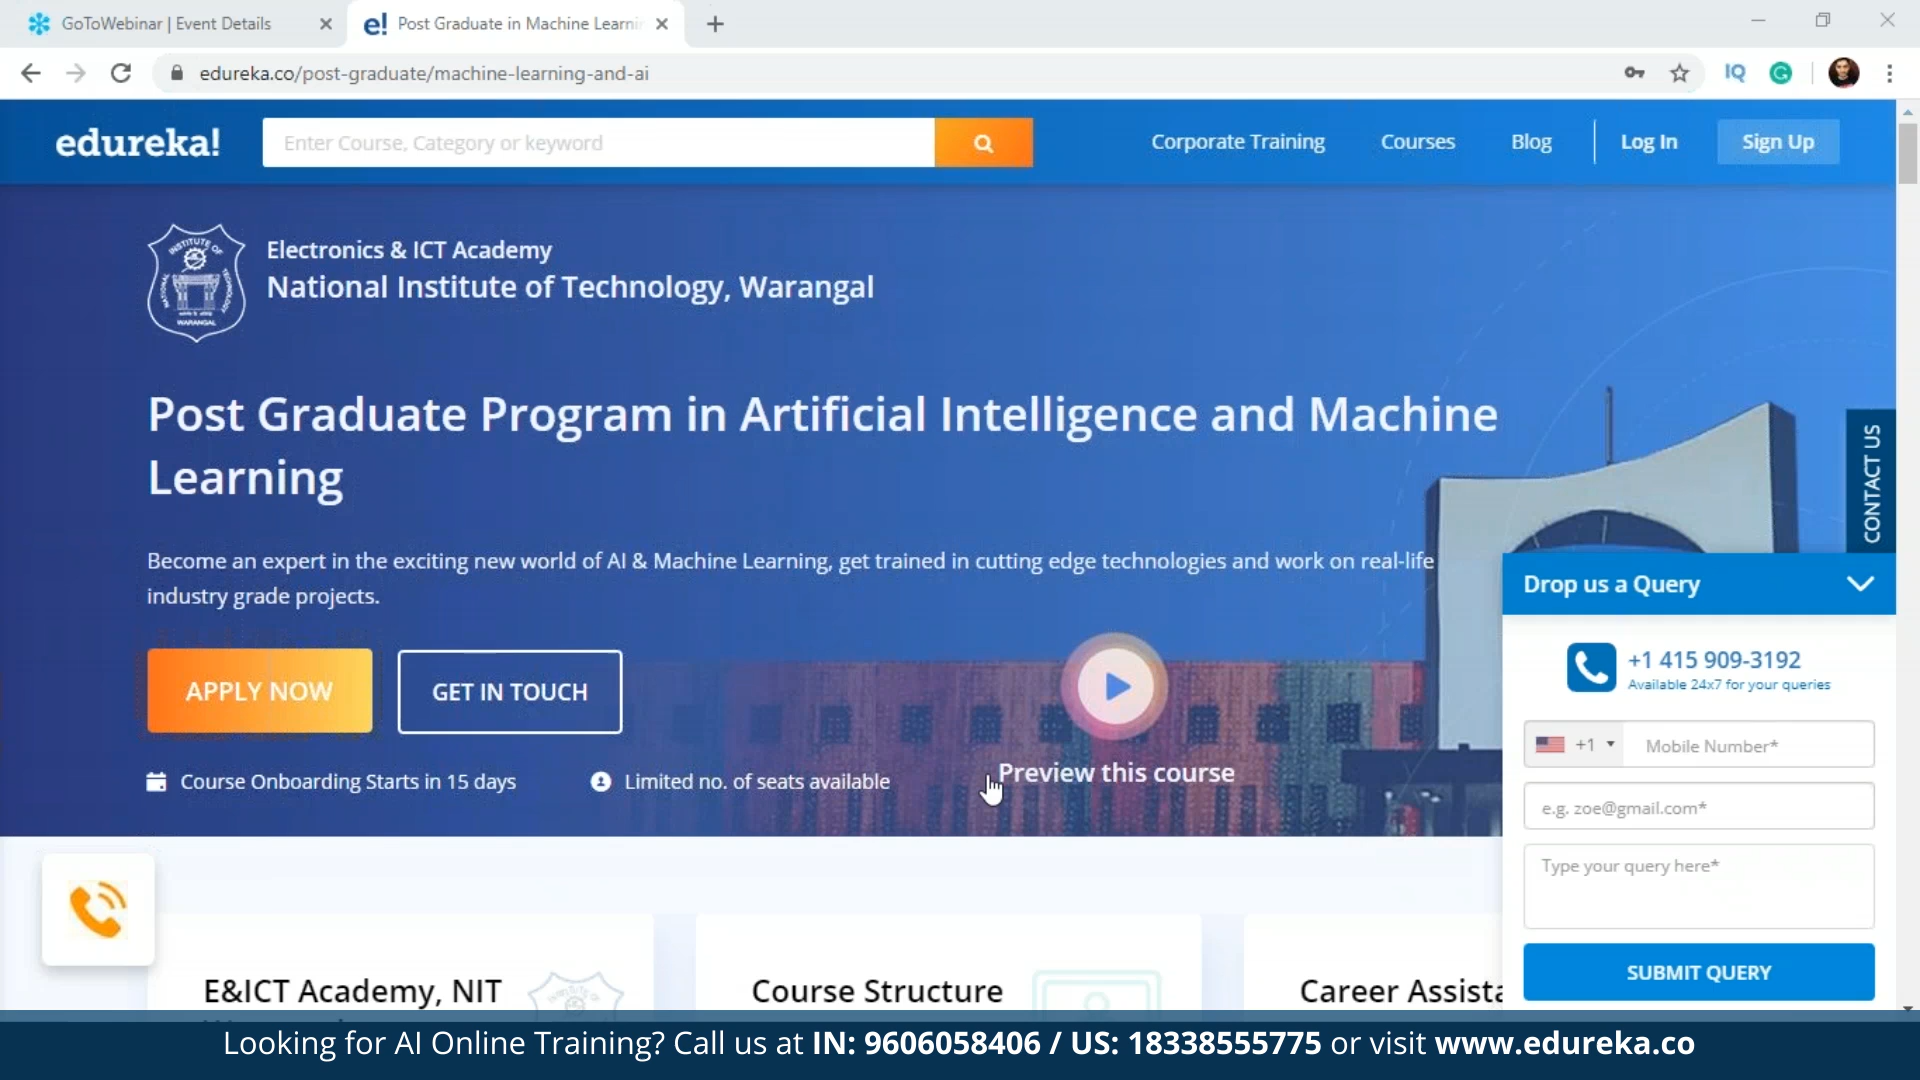 GoToWebinar | Event Details
e! Post Graduate in Machine Learni
edureka.co/post-graduate/machine-learning-and-ai
IQ
edureka!
Enter Course, Category or keyword
Corporate Training
Courses
Blog
Log In
Sign Up
INSTITUTE OF TECHNOLOGY
NATIONAL
WARANGAL
Electronics & ICT Academy
National Institute of Technology, Warangal
Post Graduate Program in Artificial Intelligence and Machine
Learning
Become an expert in the exciting new world of AI & Machine Learning, get trained in cutting edge technologies and work on real-life
industry grade projects.
APPLY NOW
GET IN TOUCH
Course Onboarding Starts in 15 days
Limited no. of seats available
Preview this course
CONTACT US
Drop us a Query
+1 415 909-3192
Available 24x7 for your queries
+1
Mobile Number*
e.g. zoe@gmail.com*
Type your query here*
SUBMIT QUERY
E&ICT Academy, NIT
Course Structure
Career Assista
Looking for AI Online Training? Call us at IN: 9606058406 / US: 18338555775 or visit www.edureka.co